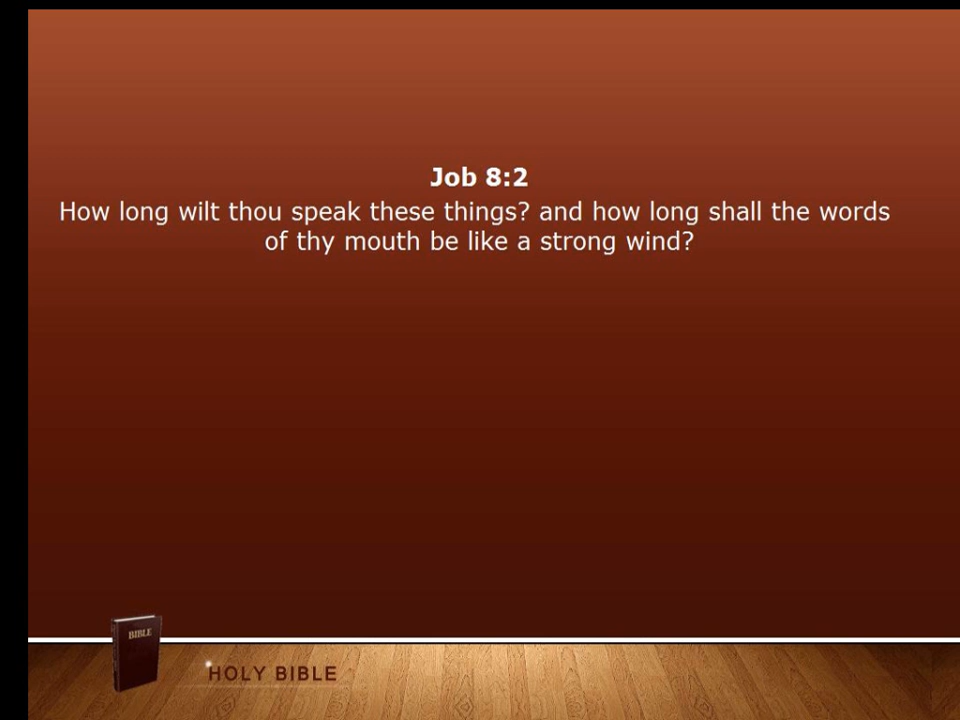 Job 8:2
How long wilt thou speak these things? and how long shall the words
of thy mouth be like a strong wind?
BIBLE
HOLY BIBLE